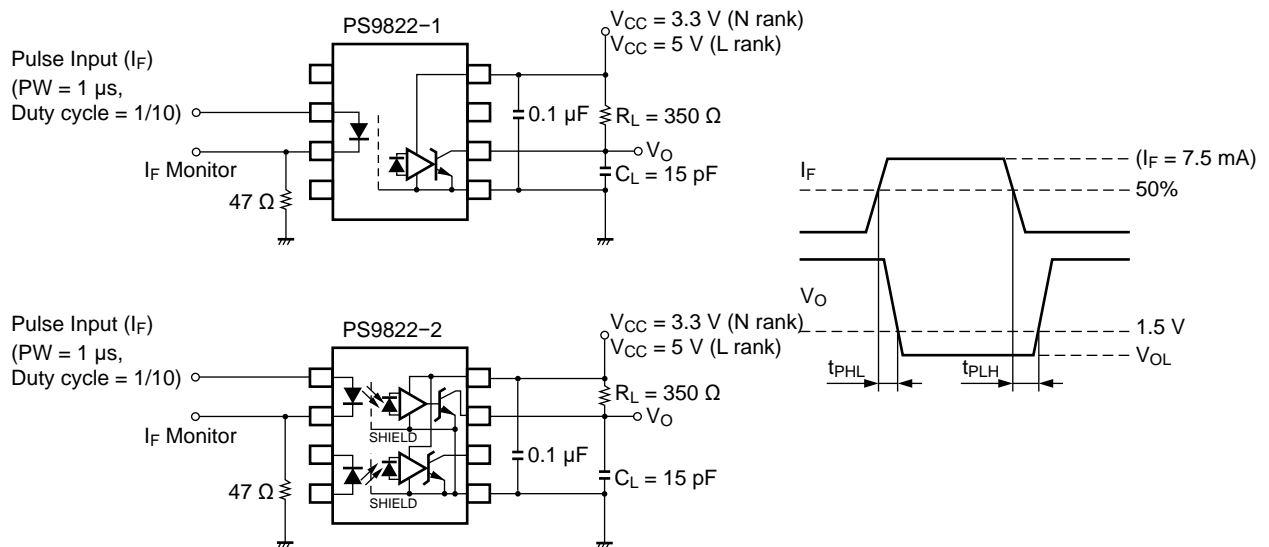 PS9822−1
VCC = 3.3 V (N rank)
VCC = 5 V (L rank)
Pulse Input (IF)
(PW = 1 μs,
Duty cycle = 1/10)
0.1 μF
RL = 350 Ω
VO
IF Monitor
CL = 15 pF
47 Ω
PS9822−2
VCC = 3.3 V (N rank)
VCC = 5 V (L rank)
Pulse Input (IF)
(PW = 1 μs,
Duty cycle = 1/10)
RL = 350 Ω
VO
IF Monitor
SHIELD
0.1 μF
CL = 15 pF
47 Ω
SHIELD
(IF = 7.5 mA)
IF
50%
VO
1.5 V
VOL
tPHL
tPLH